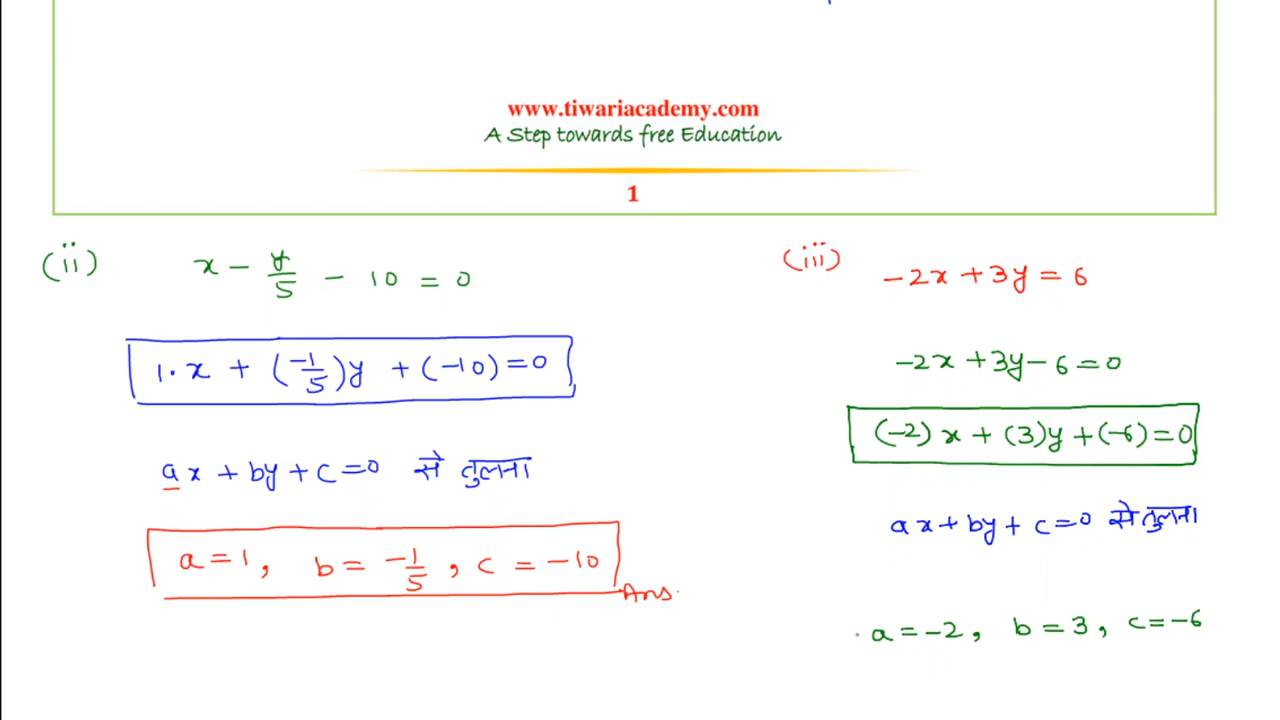 www.tiwariacademy.com
A Step towards free Education
1
(ii) x - y/5 - 10 = 0
1. x + (-1/5)y + (-10) = 0
ax + by + c = 0 से तुलना
a = 1, b = -1/5, c = -10
Ans.
(iii) -2x + 3y = 6
-2x + 3y - 6 = 0
(-2) x + (3)y + (-6) = 0
ax + by + c = 0 से तुलना
a = -2, b = 3, c = -6